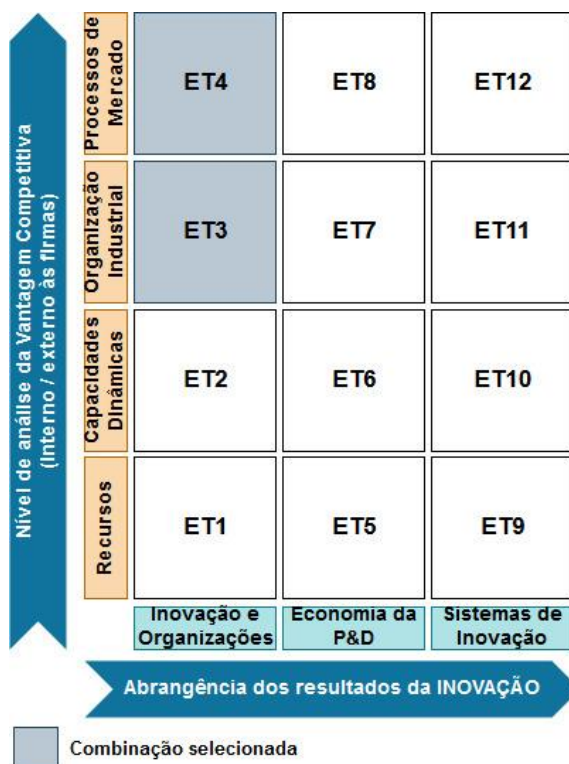 Nível de análise da Vantagem Competitiva
(Interno / externo às firmas)
Processos de
Mercado
ET4
ET8
ET12
Organização
Industrial
ET3
ET7
ET11
Capacidades
Dinâmicas
ET2
ET6
ET10
Recursos
ET1
ET5
ET9
Inovação e
Organizações
Economia da
P&D
Sistemas de
Inovação
Abrangência dos resultados da INOVAÇÃO
Combinação selecionada